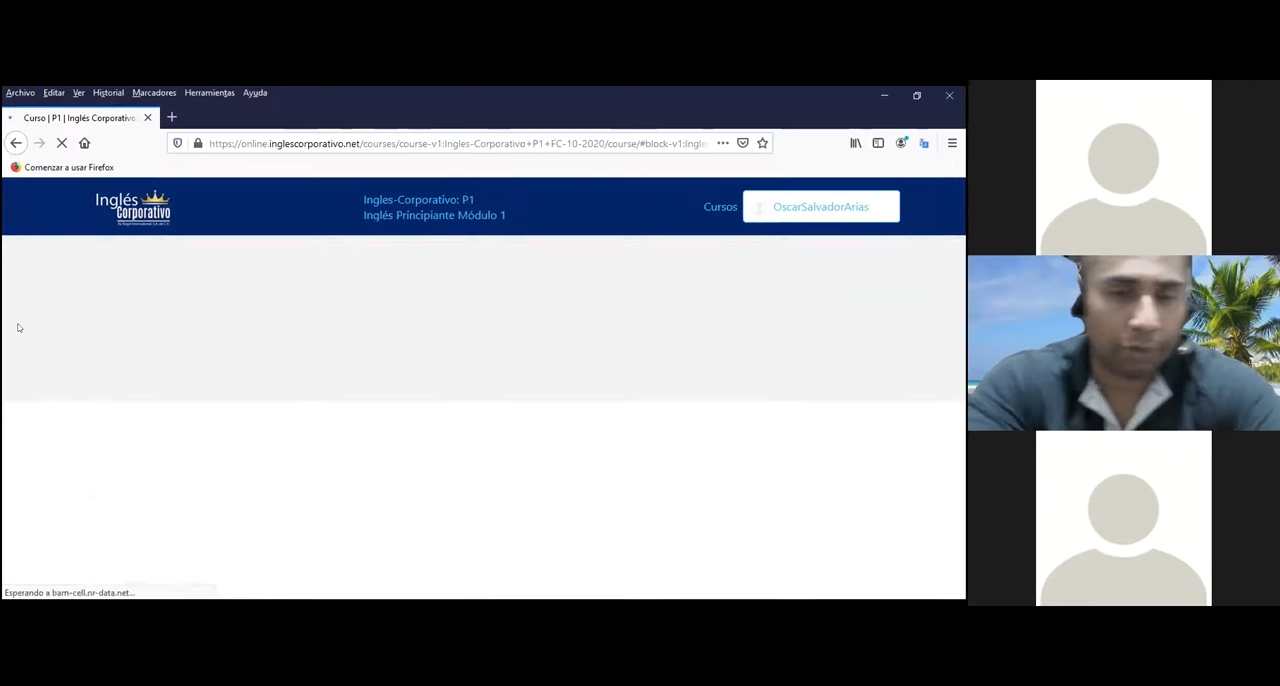 Archivo Editar Ver Historial Marcadores Herramientas Ayuda
Curso | P1 | Inglés Corporativo
https://online.inglescorporativo.net/courses/course-v1:Ingles-Corporativo+P1+FC-10-2020/course/#block-v1:Ingle
Comenzar a usar Firefox
Inglés
Corporativo
Ingles-Corporativo: P1
Inglés Principiante Módulo 1
Cursos OscarSalvadorArias
Esperando a bam-cell.nr-data.net...